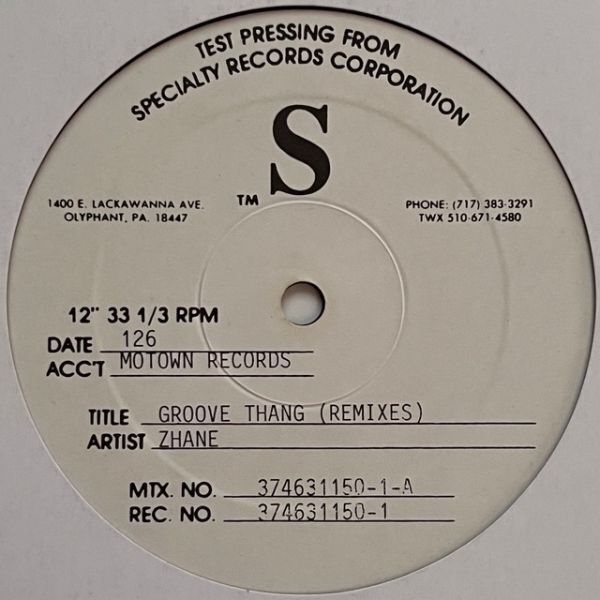 TEST PRESSING FROM
SPECIALTY RECORDS CORPORATION
S
TM
1400 E. LACKAWANNA AVE.
OLYPHANT, PA. 18447
PHONE: (717) 383-3291
TWX 510-671-4580
12" 33 1/3 RPM
DATE 126
ACC'T MOTOWN RECORDS
TITLE GROOVE THANG (REMIXES)
ARTIST ZHANE
MTX. NO. 374631150-1-A
REC. NO. 374631150-1